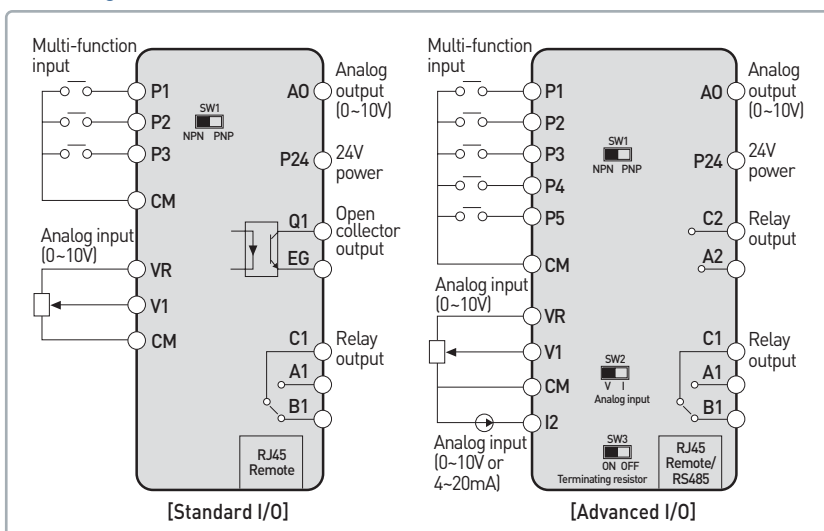 Multi-function
input
P1
P2
P3
CM
SW1
NPN PNP
Analog input
(0~10V)
VR
V1
CM
AO
Analog
output
(0~10V)
P24
24V
power
Q1
EG
Open
collector
output
C1
A1
B1
Relay
output
RJ45
Remote
[Standard I/O]
Multi-function
input
P1
P2
P3
P4
P5
CM
SW1
NPN PNP
Analog input
(0~10V)
VR
V1
CM
I2
Analog input
(0~10V or
4~20mA)
SW2
V I
Analog input
SW3
ON OFF
Terminating resistor
AO
Analog
output
(0~10V)
P24
24V
power
C2
A2
Relay
output
C1
A1
B1
Relay
output
RJ45
Remote/
RS485
[Advanced I/O]